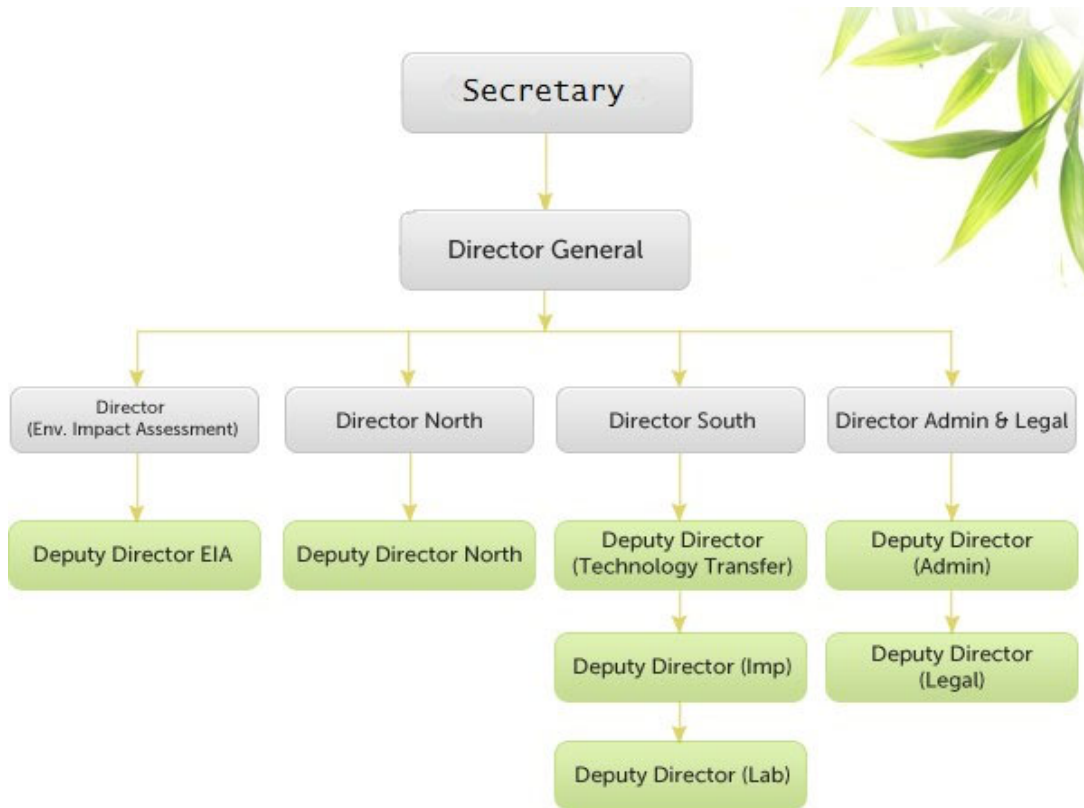 Secretary
Director General
Director
(Env. Impact Assessment)
Director North
Director South
Director Admin & Legal
Deputy Director EIA
Deputy Director North
Deputy Director
(Technology Transfer)
Deputy Director
(Admin)
Deputy Director (Imp)
Deputy Director
(Legal)
Deputy Director (Lab)